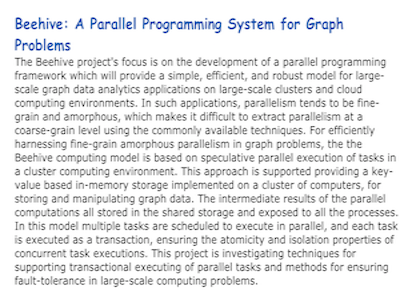 Beehive: A Parallel Programming System for Graph
Problems
The Beehive project's focus is on the development of a parallel programming
framework which will provide a simple, efficient, and robust model for large-
scale graph data analytics applications on large-scale clusters and cloud
computing environments. In such applications, parallelism tends to be fine-
grain and amorphous, which makes it difficult to extract parallelism at a
coarse-grain level using the commonly available techniques. For efficiently
harnessing fine-grain amorphous parallelism in graph problems, the the
Beehive computing model is based on speculative parallel execution of tasks in
a cluster computing environment. This approach is supported providing a key-
value based in-memory storage implemented on a cluster of computers, for
storing and manipulating graph data. The intermediate results of the parallel
computations all stored in the shared storage and exposed to all the processes.
In this model multiple tasks are scheduled to execute in parallel, and each task
is executed as a transaction, ensuring the atomicity and isolation properties of
concurrent task executions. This project is investigating techniques for
supporting transactional executing of parallel tasks and methods for ensuring
fault-tolerance in large-scale computing problems.